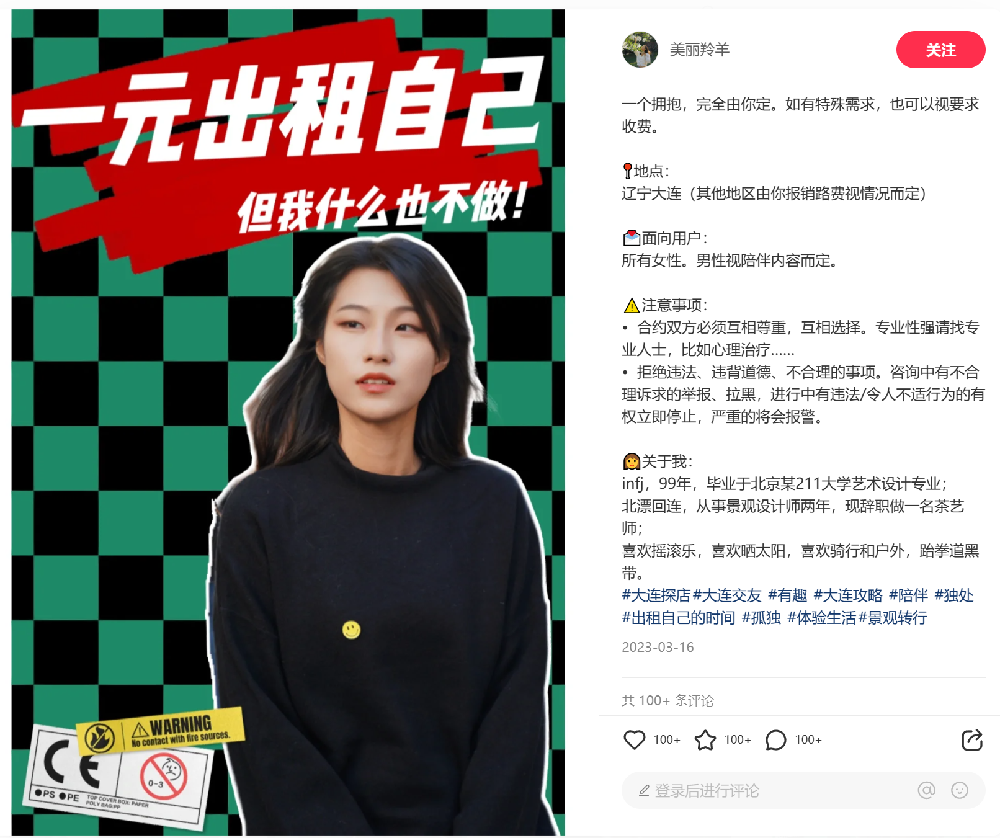 一元出租自己
但我什么也不做!
WARNING
No contact with fire sources.
CE
0-3
PS PE
TOP COVER BOX: PAPER
POLY BAG:PP
美丽羚羊
关注
一个拥抱，完全由你定。如有特殊需求，也可以视要求
收费。
📍地点：
辽宁大连（其他地区由你报销路费视情况而定）
💌面向用户：
所有女性。男性视陪伴内容而定。
⚠️注意事项：
• 合约双方必须互相尊重，互相选择。专业性强请找专
业人士，比如心理治疗......
• 拒绝违法、违背道德、不合理的事项。咨询中有不合
理诉求的举报、拉黑，进行中有违法/令人不适行为的有
权立即停止，严重的将会报警。
👩关于我：
infj，99年，毕业于北京某211大学艺术设计专业；
北漂回连，从事景观设计师两年，现辞职做一名茶艺
师；
喜欢摇滚乐，喜欢晒太阳，喜欢骑行和户外，跆拳道黑
带。
#大连探店#大连交友 #有趣 #大连攻略 #陪伴 #独处
#出租自己的时间 #孤独 #体验生活#景观转行
2023-03-16
共 100+ 条评论
100+ 100+ 100+
登录后进行评论